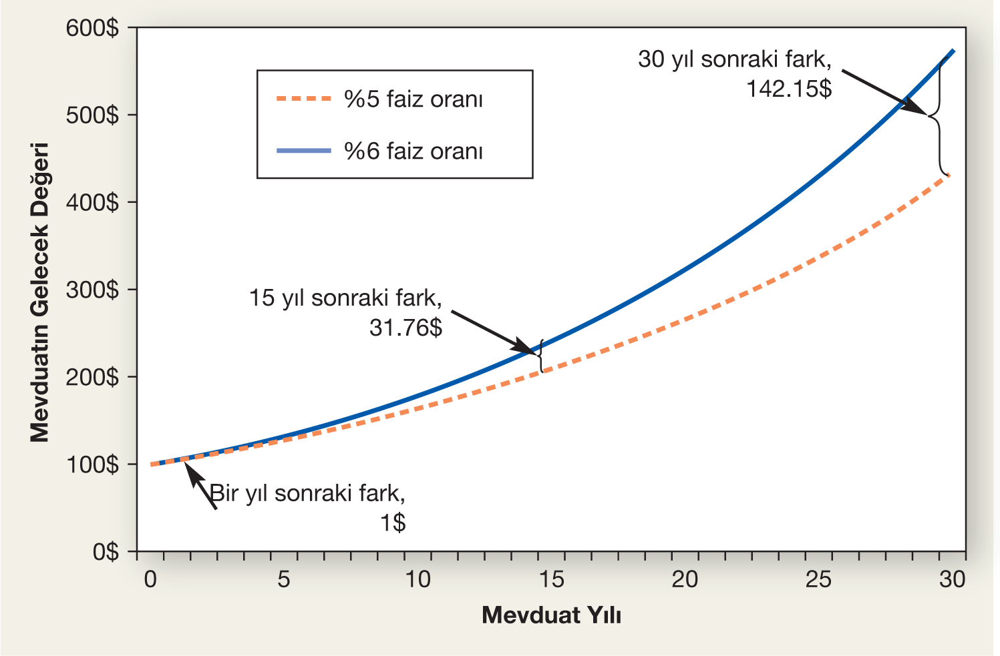 600$
500$
400$
300$
200$
100$
0$
Mevduatın Gelecek Değeri
%5 faiz oranı
%6 faiz oranı
30 yıl sonraki fark,
142.15$
15 yıl sonraki fark,
31.76$
Bir yıl sonraki fark,
1$
0 5 10 15 20 25 30
Mevduat Yılı